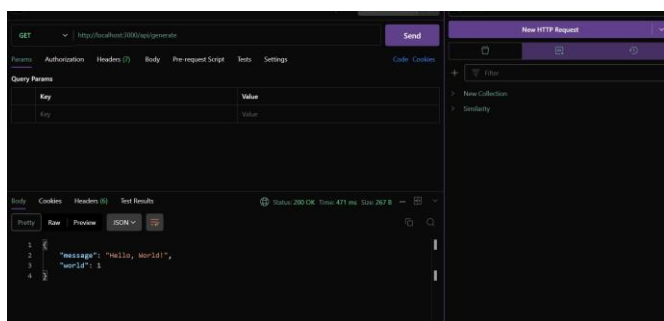 GET http://localhost:3000/api/generate Send
Params Authorization Headers (7) Body Pre-request Script Tests Settings Code Cookies
Query Params
Key Value
Key Value
Body Cookies Headers (6) Test Results Status: 200 OK Time: 471 ms Size: 267 B
Pretty Raw Preview JSON
1 {
2 "message": "Hello, World!",
3 "world": 1
4 }
New HTTP Request
Filter
New Collection
Similarity